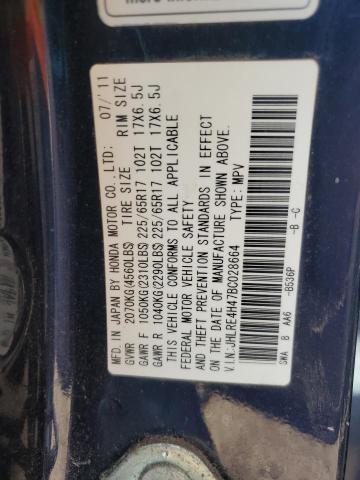 MFD. IN JAPAN BY HONDA MOTOR CO., LTD: 07/'11
GVWR 2070KG(4560LBS) TIRE SIZE RIM SIZE
GAWR F 1050KG(2310LBS) 225/65R17 102T 17X6.5J
GAWR R 1040KG(2290LBS) 225/65R17 102T 17X6.5J
THIS VEHICLE CONFORMS TO ALL APPLICABLE
FEDERAL MOTOR VEHICLE SAFETY
AND THEFT PREVENTION STANDARDS IN EFFECT
ON THE DATE OF MANUFACTURE SHOWN ABOVE.
V.I.N:JHLRE4H47BC028664 TYPE: MPV
SWA B AA6 -B536P -B -C